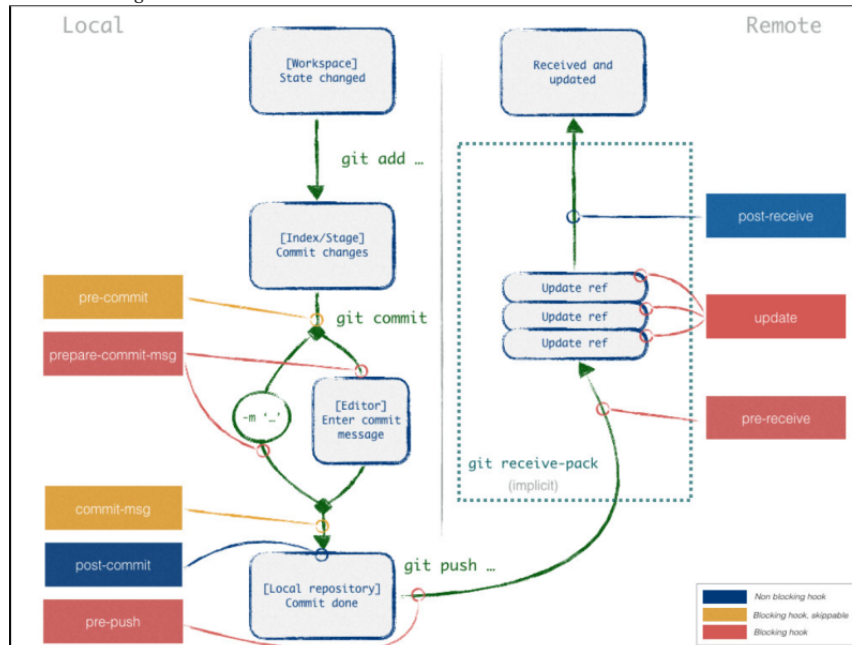 Local
Remote
[Workspace]
State changed
git add …
[Index/Stage]
Commit changes
pre-commit
git commit
prepare-commit-msg
-m '…'
[Editor]
Enter commit
message
commit-msg
post-commit
[Local repository]
Commit done
pre-push
git push …
Received and
updated
post-receive
Update ref
Update ref
Update ref
update
pre-receive
git receive-pack
(implicit)
Non blocking hook
Blocking hook, skippable
Blocking hook